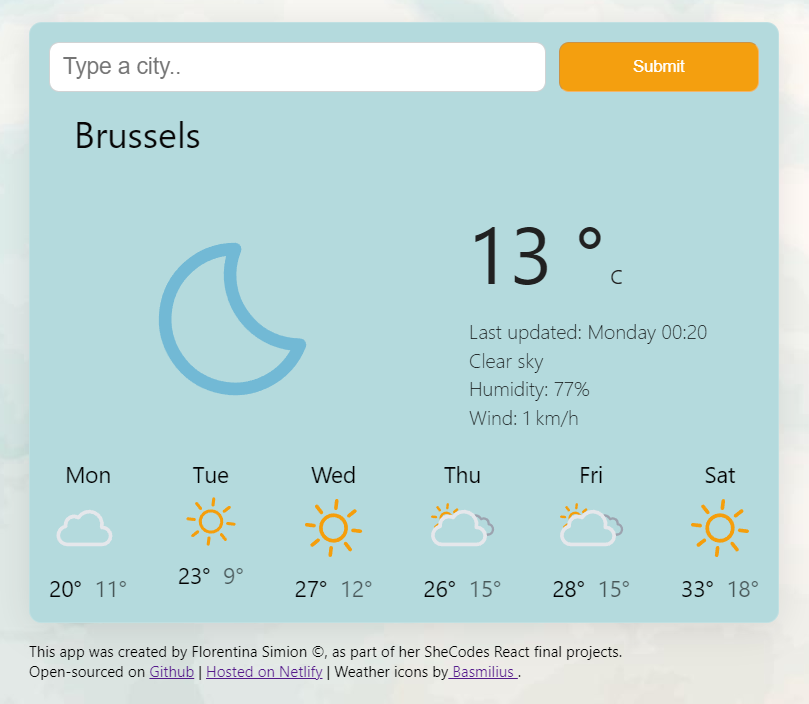 Type a city..
Submit
Brussels
13 °C
Last updated: Monday 00:20
Clear sky
Humidity: 77%
Wind: 1 km/h
Mon Tue Wed Thu Fri Sat
20° 11° 23° 9° 27° 12° 26° 15° 28° 15° 33° 18°
This app was created by Florentina Simion ©, as part of her SheCodes React final projects.
Open-sourced on Github | Hosted on Netlify | Weather icons by Basmilius .